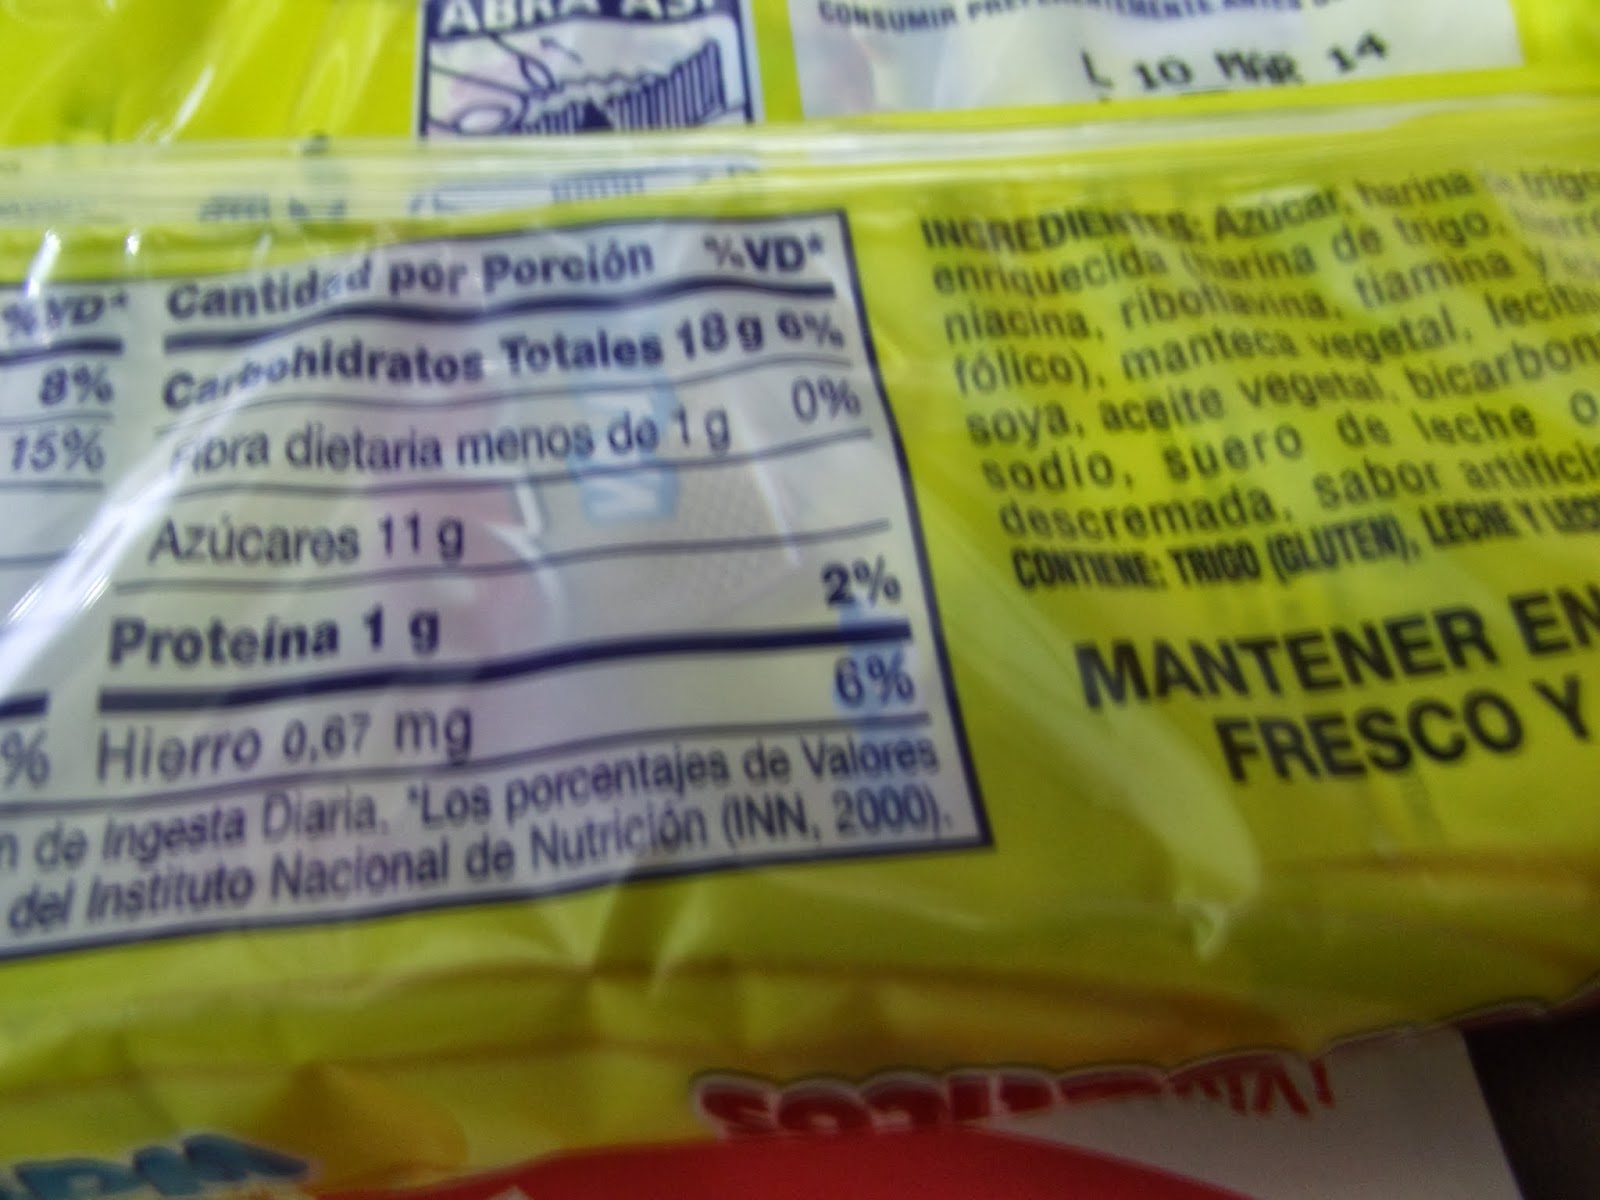 ABRA ASÍ
CONSUMIR PREFERENTEMENTE ANTES
L 10 MAR 14
%VD*
8%
15%
%
Cantidad por Porción %VD*
Carbohidratos Totales 18 g 6%
Fibra dietaria menos de 1 g 0%
Azúcares 11 g
Proteína 1 g 2%
Hierro 0,67 mg 6%
n de Ingesta Diaria. *Los porcentajes de Valores
del Instituto Nacional de Nutrición (INN, 2000).
INGREDIENTES: Azúcar, harina de trigo
enriquecida (harina de trigo, hierro
niacina, riboflavina, tiamina y
fólico), manteca vegetal, leciti
soya, aceite vegetal, bicarbon
sodio, suero de leche
descremada, sabor artificia
CONTIENE: TRIGO (GLUTEN), LECHE Y
MANTENER EN
FRESCO Y